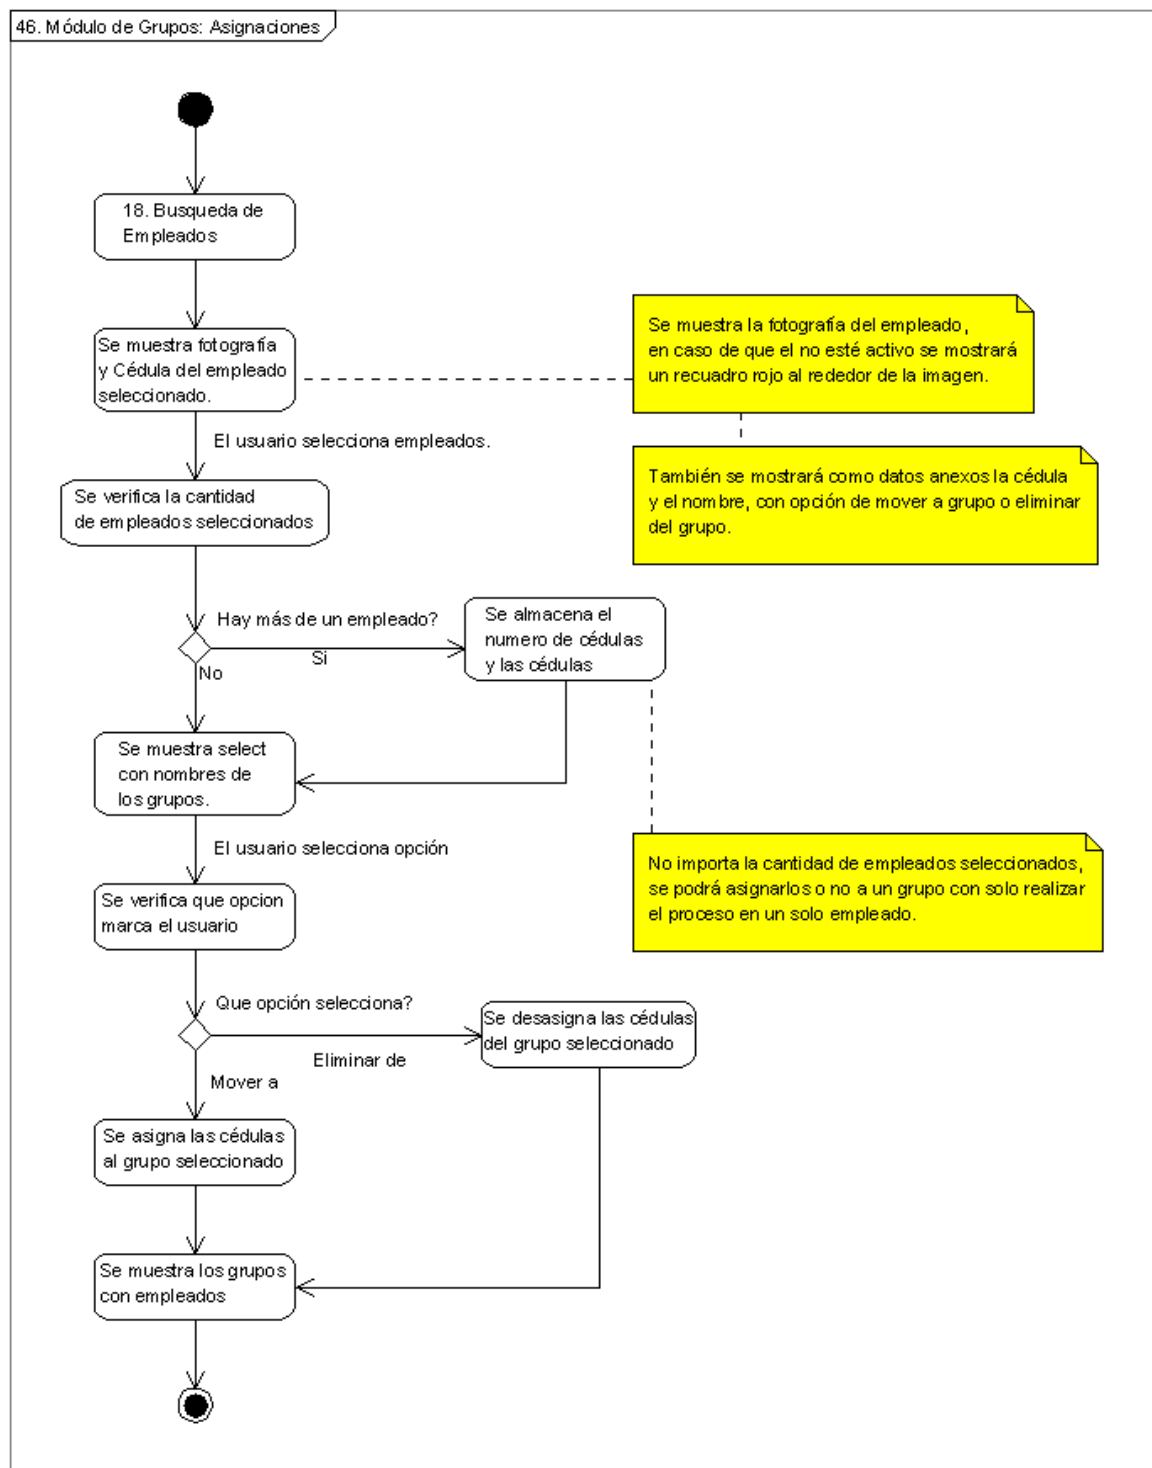 46. Módulo de Grupos: Asignaciones
18. Busqueda de
Empleados
Se muestra fotografía
y Cédula del empleado
seleccionado.
Se muestra la fotografía del empleado,
en caso de que el no esté activo se mostrará
un recuadro rojo al rededor de la imagen.
El usuario selecciona empleados.
También se mostrará como datos anexos la cédula
y el nombre, con opción de mover a grupo o eliminar
del grupo.
Se verifica la cantidad
de empleados seleccionados
Hay más de un empleado?
Si
No
Se almacena el
numero de cédulas
y las cédulas
Se muestra select
con nombres de
los grupos.
El usuario selecciona opción
No importa la cantidad de empleados seleccionados,
se podrá asignarlos o no a un grupo con solo realizar
el proceso en un solo empleado.
Se verifica que opcion
marca el usuario
Que opción selecciona?
Eliminar de
Mover a
Se desasigna las cédulas
del grupo seleccionado
Se asigna las cédulas
al grupo seleccionado
Se muestra los grupos
con empleados